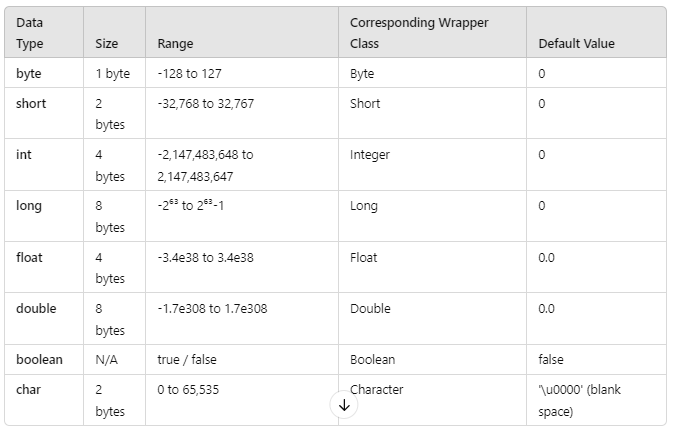 Data Type Size Range Corresponding Wrapper Class Default Value
byte 1 byte -128 to 127 Byte 0
short 2 bytes -32,768 to 32,767 Short 0
int 4 bytes -2,147,483,648 to 2,147,483,647 Integer 0
long 8 bytes -2⁶³ to 2⁶³-1 Long 0
float 4 bytes -3.4e38 to 3.4e38 Float 0.0
double 8 bytes -1.7e308 to 1.7e308 Double 0.0
boolean N/A true / false Boolean false
char 2 bytes 0 to 65,535 Character '\u0000' (blank space)